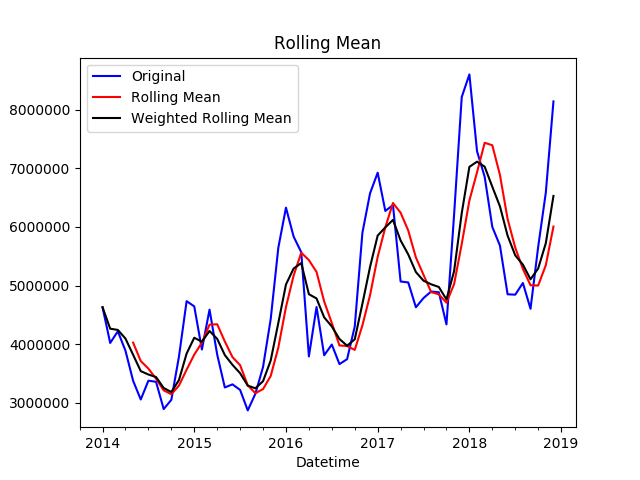 Rolling Mean
Original
Rolling Mean
Weighted Rolling Mean
8000000
7000000
6000000
5000000
4000000
3000000
2014 2015 2016 2017 2018 2019
Datetime